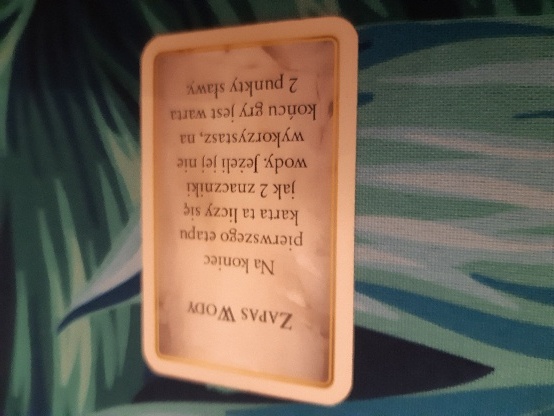 ZAPAS WODY
Na koniec
pierwszego etapu
karta ta liczy się
jak 2 znaczniki
wody, Jeżeli jej nie
wykorzystasz, na
końcu gry jest warta
2 punkty sławy.